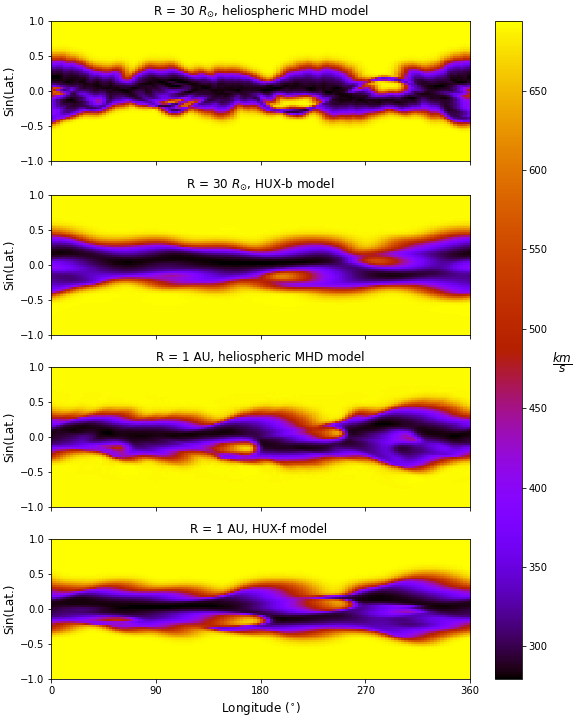 R = 30 R☉, heliospheric MHD model
1.0
0.5
0.0
−0.5
−1.0
Sin(Lat.)
R = 30 R☉, HUX-b model
1.0
0.5
0.0
−0.5
−1.0
Sin(Lat.)
R = 1 AU, heliospheric MHD model
1.0
0.5
0.0
−0.5
−1.0
Sin(Lat.)
R = 1 AU, HUX-f model
1.0
0.5
0.0
−0.5
−1.0
Sin(Lat.)
0 90 180 270 360
Longitude (°)
650
600
550
500
450
400
350
300
km
s